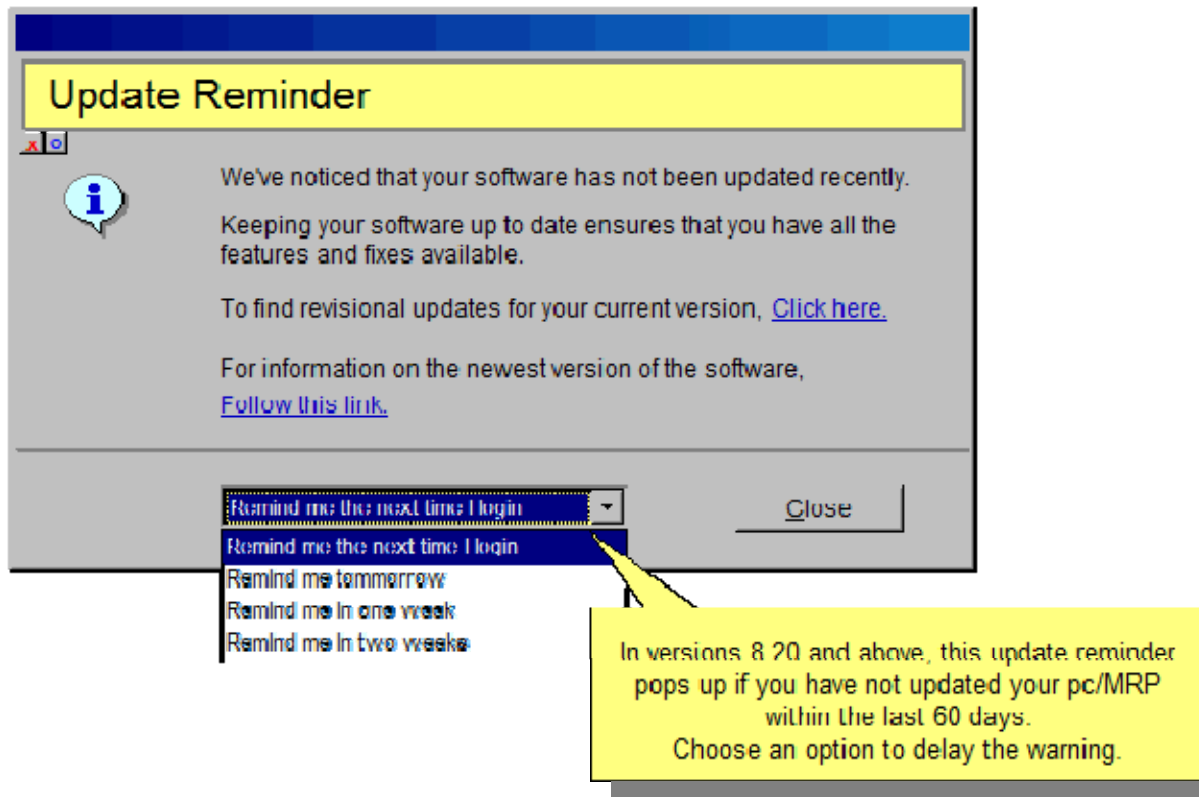 Update Reminder
x o
i
We've noticed that your software has not been updated recently.
Keeping your software up to date ensures that you have all the
features and fixes available.
To find revisional updates for your current version, Click here.
For information on the newest version of the software,
Follow this link.
Remind me the next time I login
Close
Remind me the next time I login
Remind me tommorrow
Remind me in one week
Remind me in two weeks
In versions 8.20 and above, this update reminder
pops up if you have not updated your pc/MRP
within the last 60 days.
Choose an option to delay the warning.